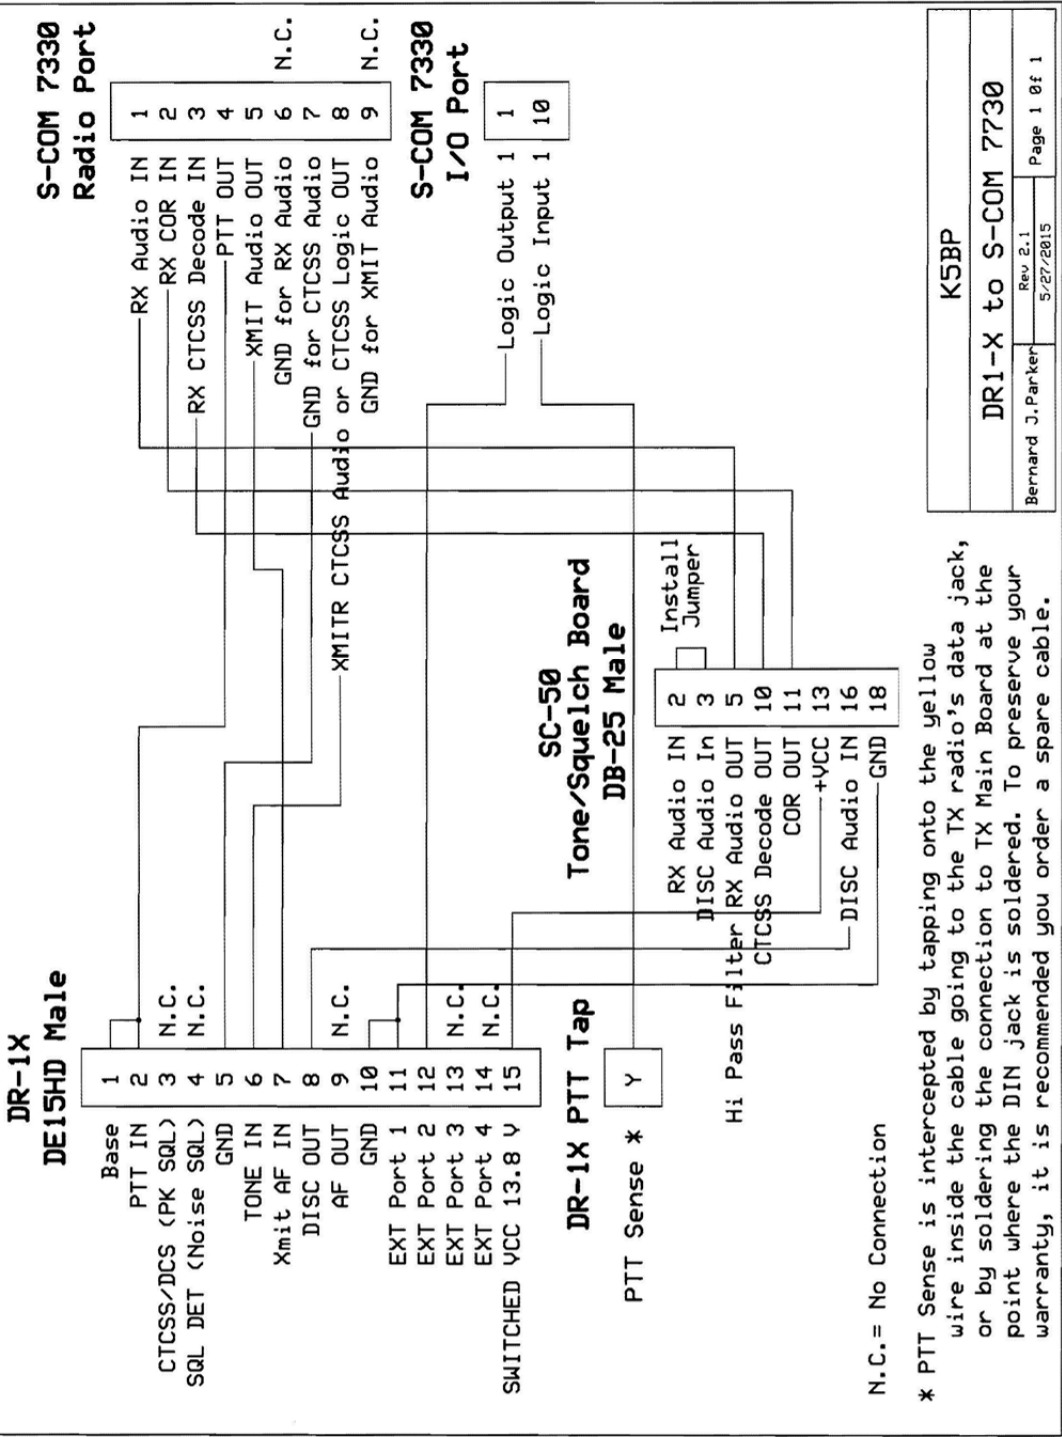 DR-1X
DE15HD Male
Base 1
PTT IN 2
CTCSS/DCS (PK SQL) 3 N.C.
SQL DET (Noise SQL) 4 N.C.
GND 5
TONE IN 6
Xmit AF IN 7
DISC OUT 8
AF OUT 9 N.C.
GND 10
EXT Port 1 11
EXT Port 2 12
EXT Port 3 13 N.C.
EXT Port 4 14 N.C.
SWITCHED VCC 13.8 V 15
DR-1X PTT Tap
PTT Sense * Y
S-COM 7330
Radio Port
RX Audio IN 1
RX COR IN 2
RX CTCSS Decode IN 3
PTT OUT 4
XMIT Audio OUT 5
GND for RX Audio 6 N.C.
GND for CTCSS Audio 7
XMITR CTCSS Audio or CTCSS Logic OUT 8
GND for XMIT Audio 9 N.C.
S-COM 7330
I/O Port
Logic Output 1 1
Logic Input 1 10
SC-50
Tone/Squelch Board
DB-25 Male
RX Audio IN 2
DISC Audio In 3
Install
Jumper
Hi Pass Filter RX Audio OUT 5
CTCSS Decode OUT 10
COR OUT 11
+VCC 13
DISC Audio IN 16
GND 18
N.C.= No Connection
* PTT Sense is intercepted by tapping onto the yellow
wire inside the cable going to the TX radio's data jack,
or by soldering the connection to TX Main Board at the
point where the DIN jack is soldered. To preserve your
warranty, it is recommended you order a spare cable.
K5BP
DR1-X to S-COM 7730
Bernard J.Parker
Rev 2.1
5/27/2015
Page 1 0f 1